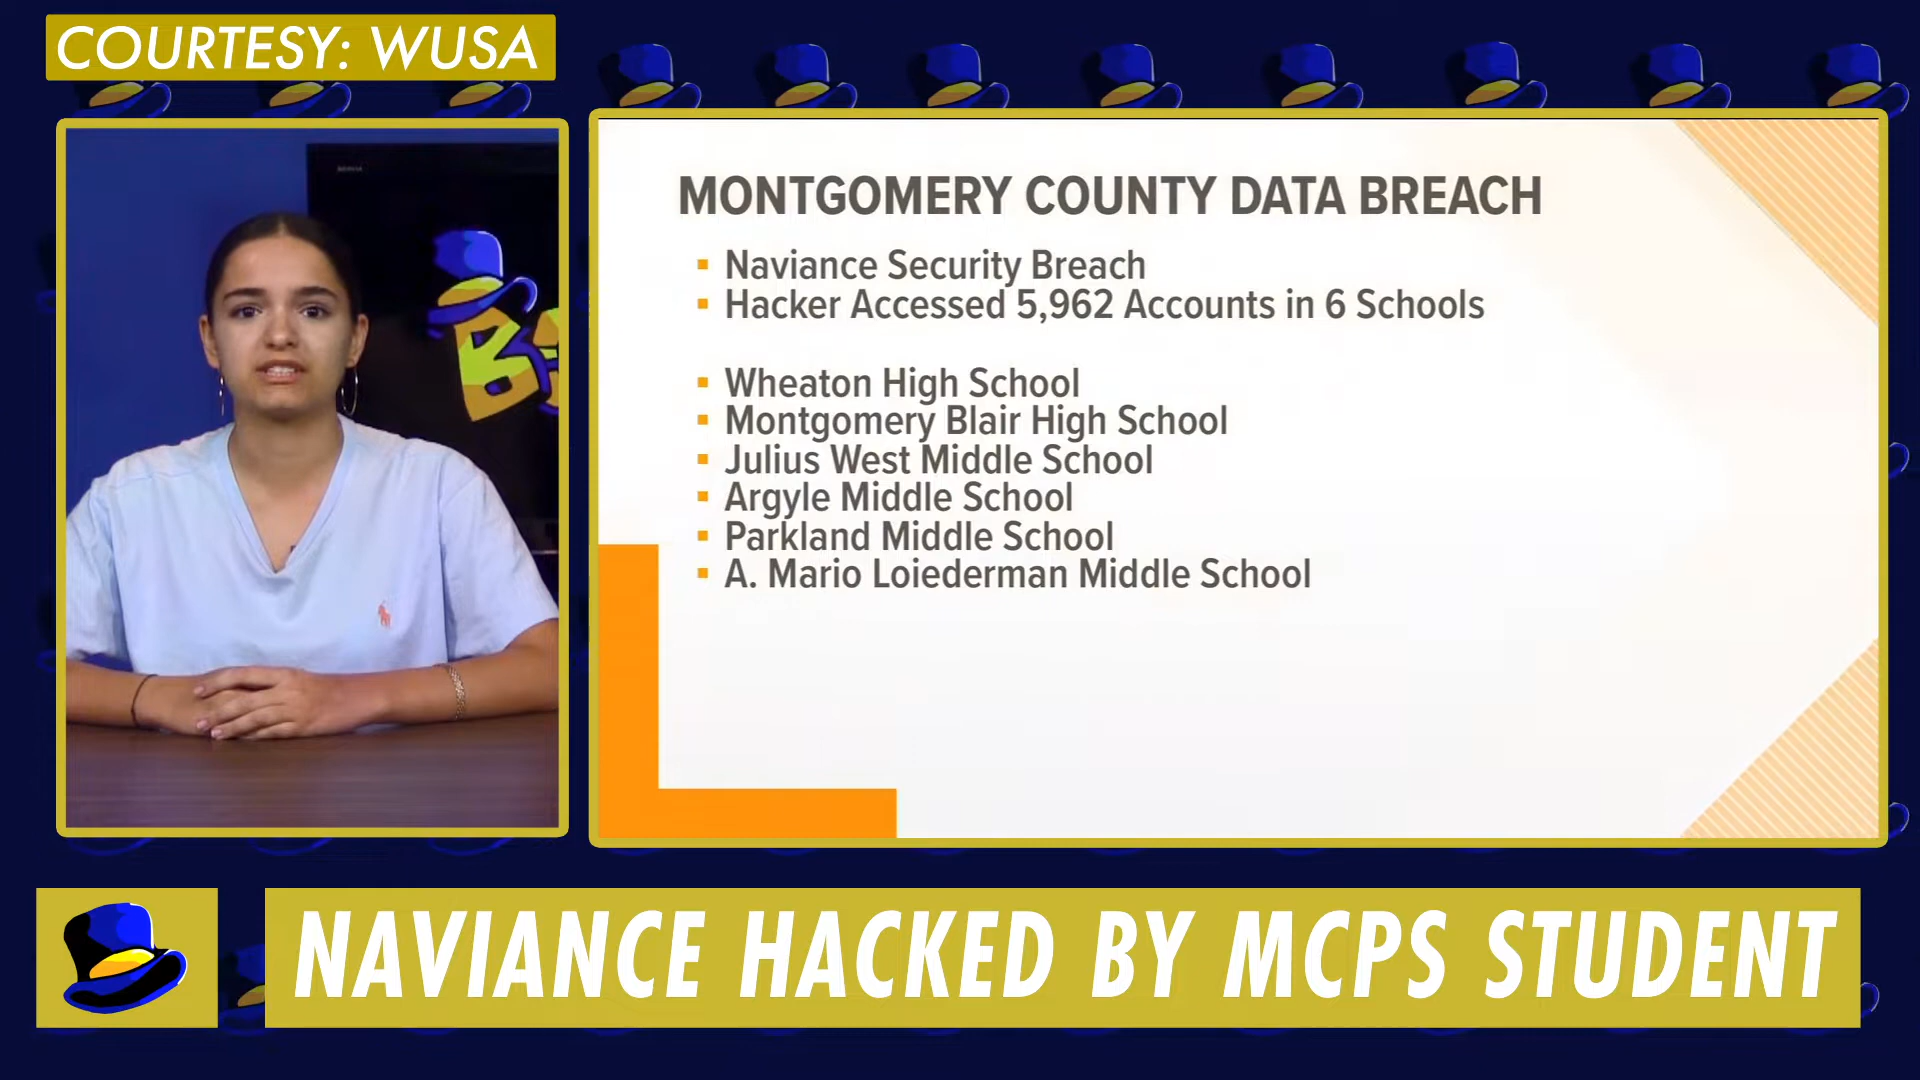 COURTESY: WUSA
MONTGOMERY COUNTY DATA BREACH
Naviance Security Breach
Hacker Accessed 5,962 Accounts in 6 Schools
Wheaton High School
Montgomery Blair High School
Julius West Middle School
Argyle Middle School
Parkland Middle School
A. Mario Loiederman Middle School
NAVIANCE HACKED BY MCPS STUDENT